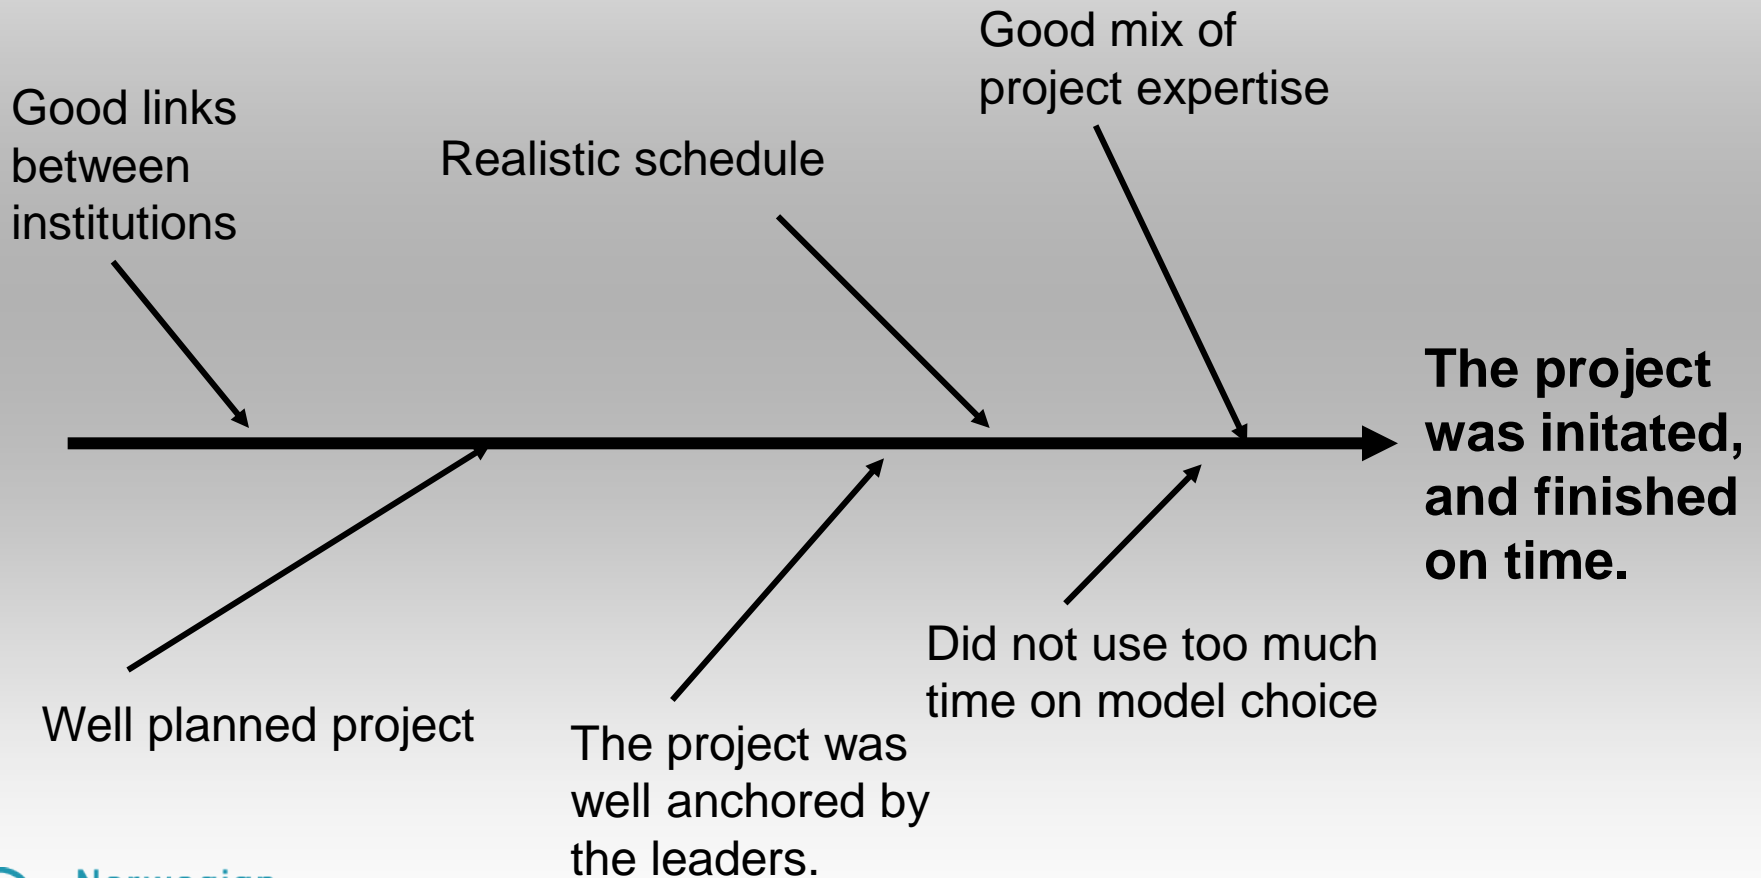 Good mix of
project expertise
Good links
between
institutions
Realistic schedule
The project
was initated,
and finished
on time.
Did not use too much
time on model choice
Well planned project
The project was
well anchored by
the leaders.
Norwegian